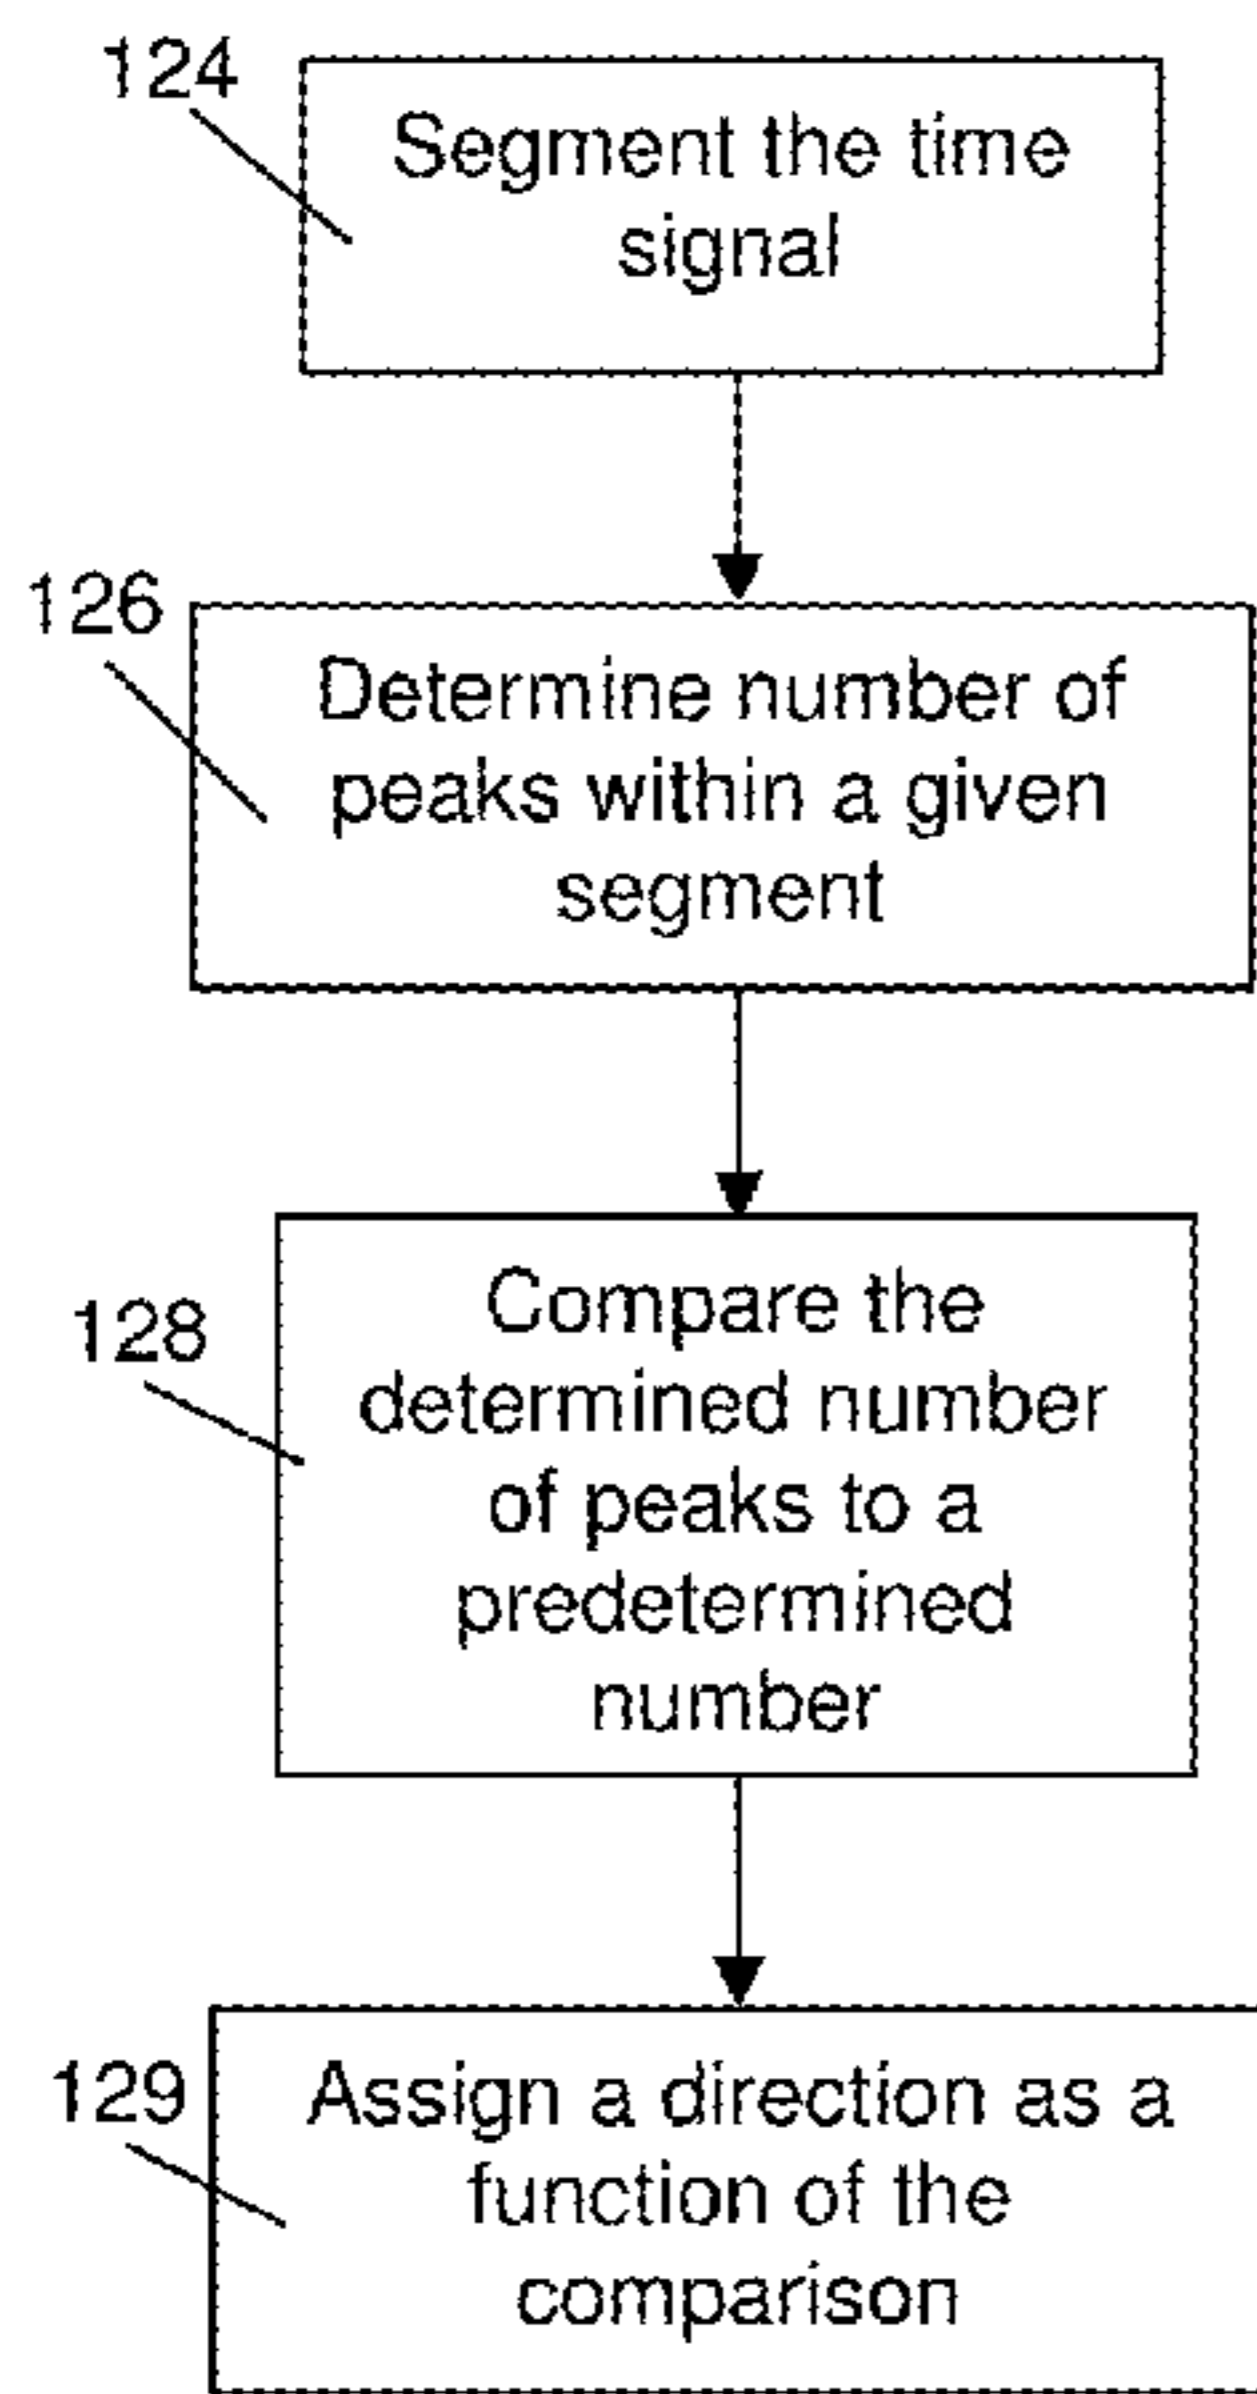 124
Segment the time
signal
126
Determine number of
peaks within a given
segment
128
Compare the
determined number
of peaks to a
predetermined
number
129
Assign a direction as a
function of the
comparison